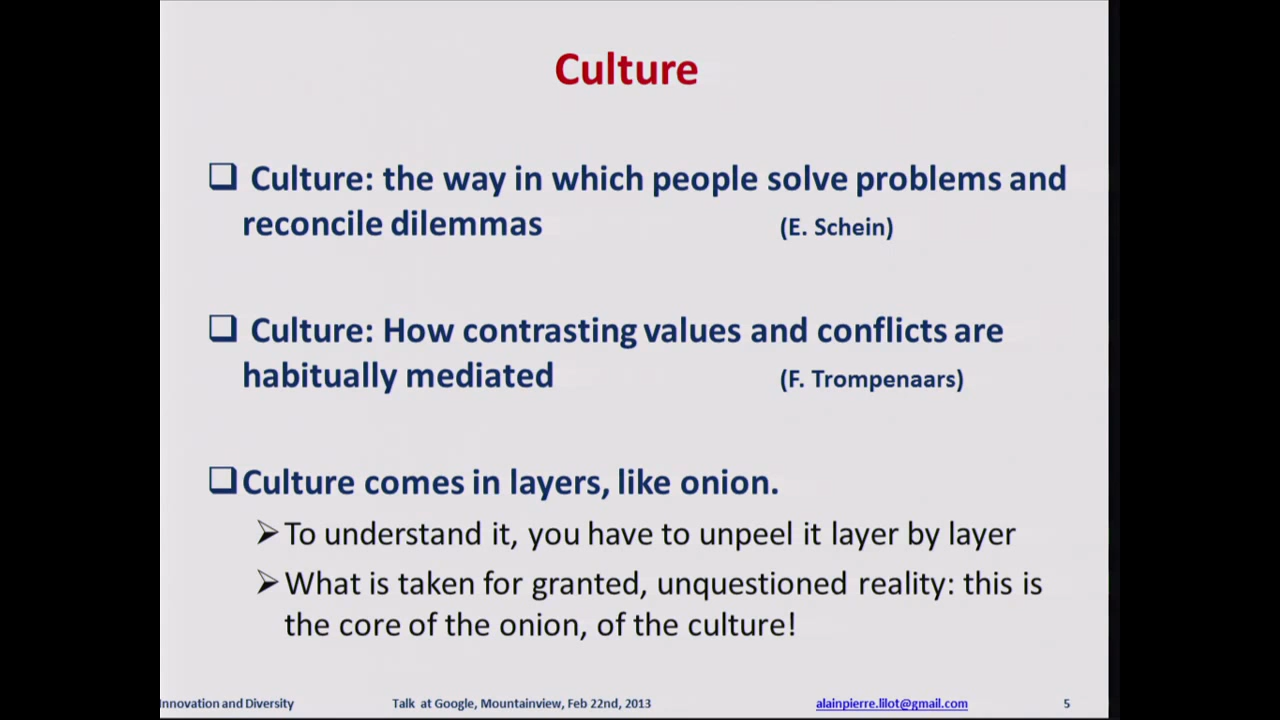 Culture
Culture: the way in which people solve problems and
reconcile dilemmas (E. Schein)
Culture: How contrasting values and conflicts are
habitually mediated (F. Trompenaars)
Culture comes in layers, like onion.
To understand it, you have to unpeel it layer by layer
What is taken for granted, unquestioned reality: this is
the core of the onion, of the culture!
Innovation and Diversity Talk at Google, Mountainview, Feb 22nd, 2013 alainpierre.lilot@gmail.com 5